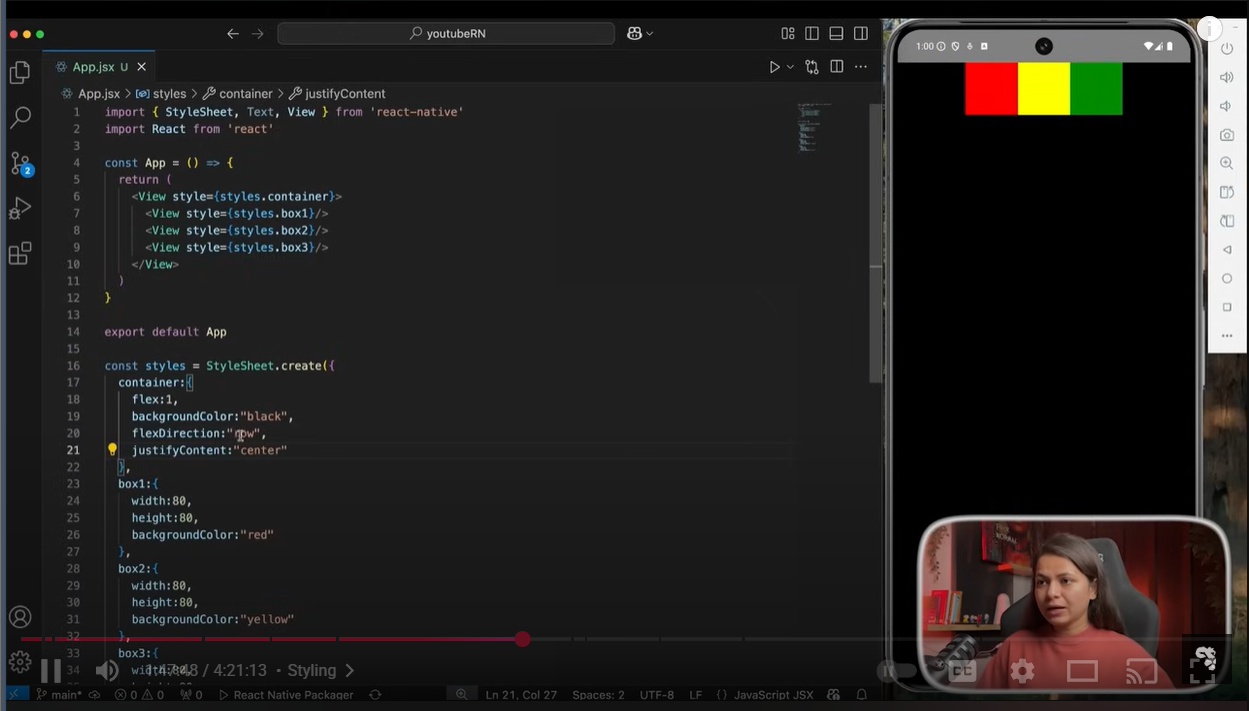 youtubeRN
App.jsx U
App.jsx > styles > container > justifyContent
1 import { StyleSheet, Text, View } from 'react-native'
2 import React from 'react'
3
4 const App = () => {
5 return (
6 <View style={styles.container}>
7 <View style={styles.box1}/>
8 <View style={styles.box2}/>
9 <View style={styles.box3}/>
10 </View>
11 )
12 }
13
14 export default App
15
16 const styles = StyleSheet.create({
17 container:{
18 flex:1,
19 backgroundColor:"black",
20 flexDirection:"row",
21 justifyContent:"center"
22 },
23 box1:{
24 width:80,
25 height:80,
26 backgroundColor:"red"
27 },
28 box2:{
29 width:80,
30 height:80,
31 backgroundColor:"yellow"
32 },
33 box3:{
34
2
1:00
/ 4:21:13 • Styling >
CC
main*
0 0
0
React Native Packager
Ln 21, Col 27
Spaces: 2
UTF-8
LF
{ } JavaScript JSX